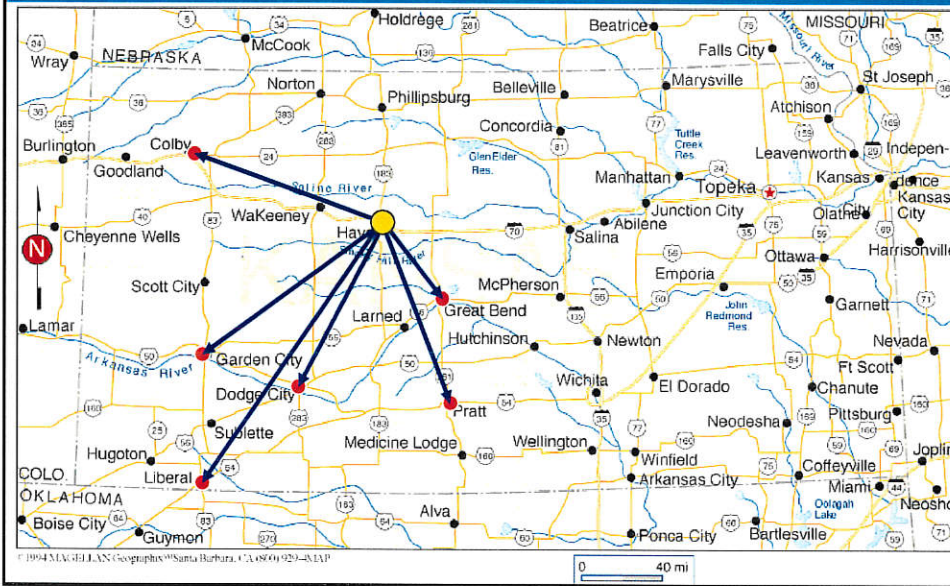 Holdrege
Beatrice
MISSOURI
McCook
Falls City
Missouri River
NEBRASKA
Wray
St Joseph
Norton
Phillipsburg
Belleville
Marysville
Atchison
Concordia
Burlington
Colby
Goodland
Glen Elder
Res.
Tuttle
Creek
Res.
Leavenworth
Indepen-
dence
Saline River
Manhattan
Topeka
Kansas
City
Kansas
City
WaKeeney
Hays
Junction City
Abilene
Olathe
Cheyenne Wells
N
Salina
Harrisonville
Smoky Hill River
Ottawa
Emporia
Scott City
McPherson
Great Bend
John
Redmond
Res.
Garnett
Lamar
Larned
Hutchinson
Newton
Nevada
Arkansas River
Garden City
Ft Scott
Dodge City
Wichita
El Dorado
Chanute
Pratt
Pittsburg
Sublette
Neodesha
Medicine Lodge
Wellington
Winfield
Hugoton
Joplin
COLO.
Liberal
Coffeyville
Arkansas City
Miami
OKLAHOMA
Neosho
Oologah
Lake
Boise City
Alva
Guymon
Ponca City
Bartlesville
© 1994 MAGELLAN Geographix℠ Santa Barbara, CA (800) 929-4MAP
0 40 mi